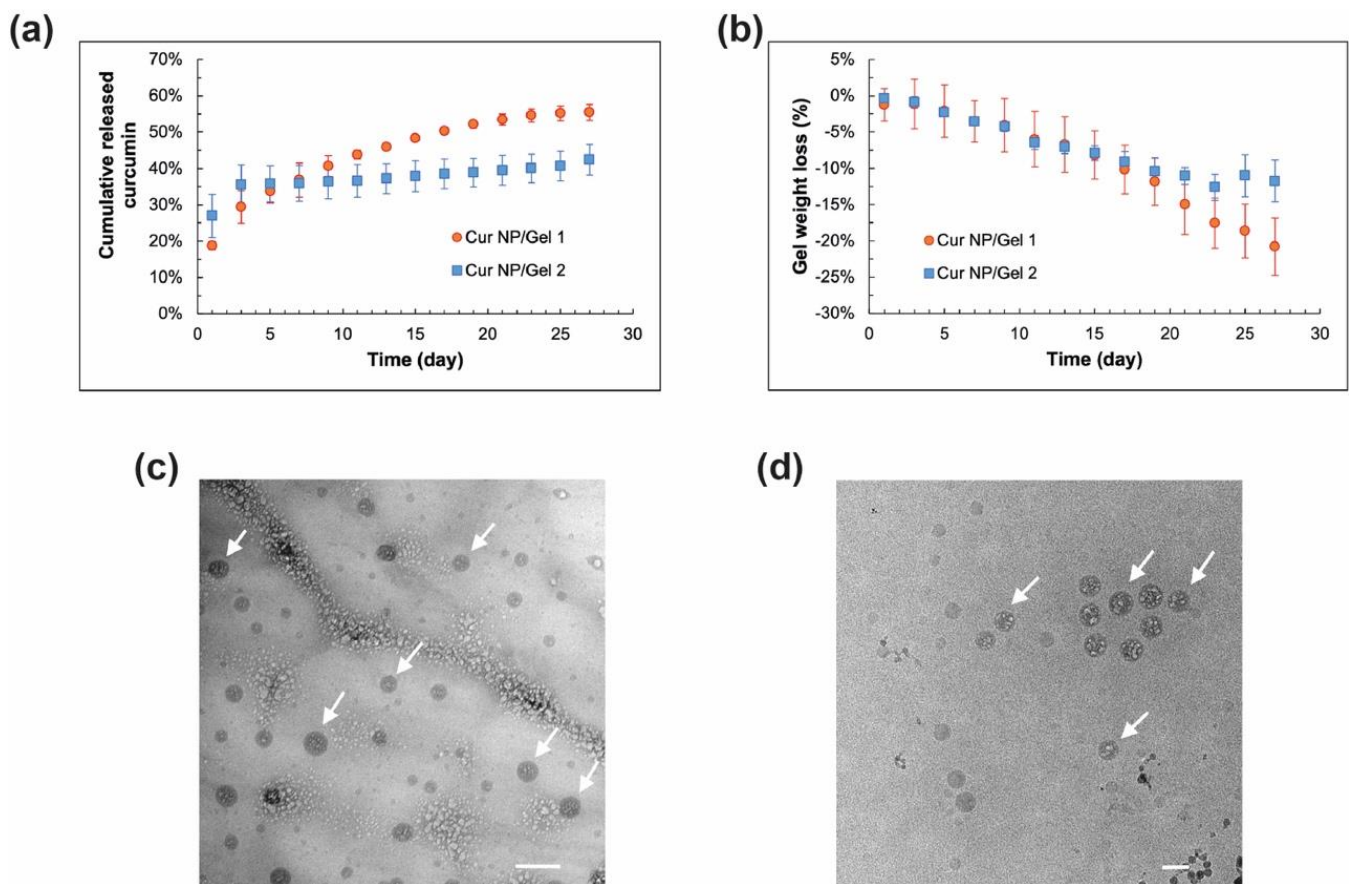 (a)
Cumulative released
curcumin
70%
60%
50%
40%
30%
20%
10%
0%
Cur NP/Gel 1
Cur NP/Gel 2
0 5 10 15 20 25 30
Time (day)
(b)
Gel weight loss (%)
5%
0%
-5%
-10%
-15%
-20%
-25%
-30%
Cur NP/Gel 1
Cur NP/Gel 2
0 5 10 15 20 25 30
Time (day)
(c)
(d)